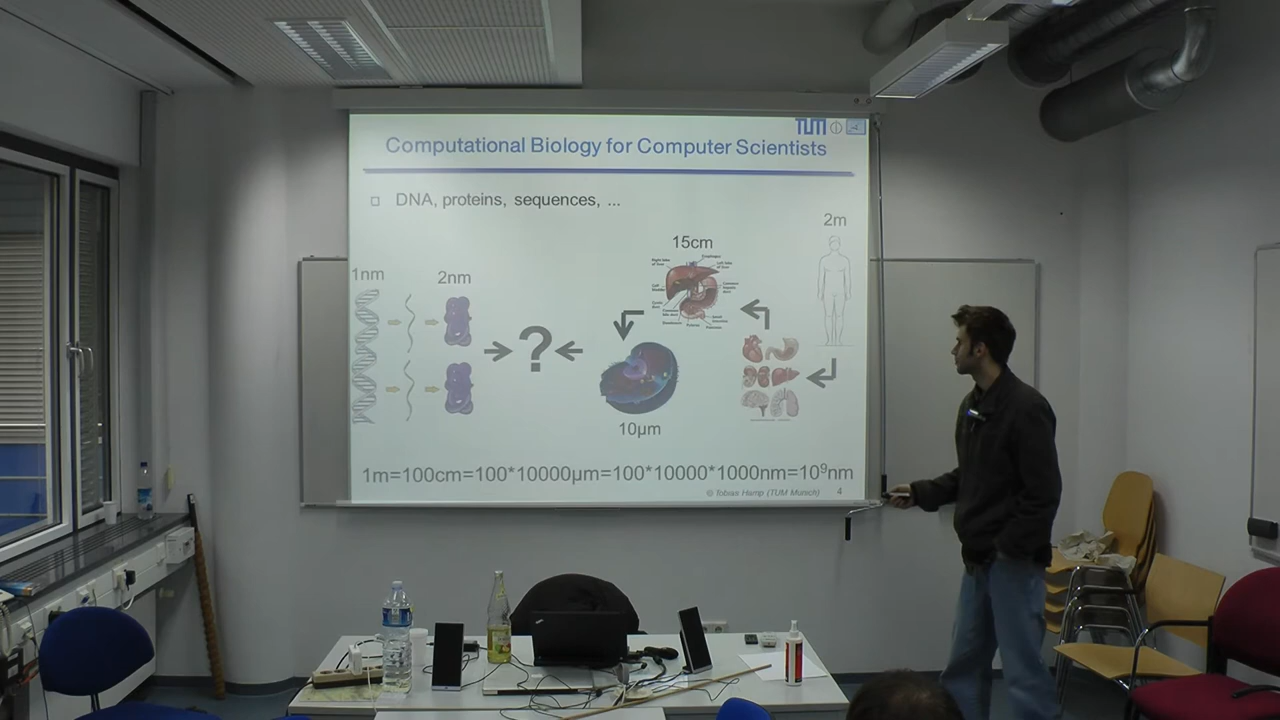 TUM
Computational Biology for Computer Scientists
DNA, proteins, sequences, ...
2m
15cm
1nm
2nm
?
10µm
1m=100cm=100*10000µm=100*10000*1000nm=10⁹nm
© Tobias Hamp (TUM Munich) 4